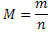 M = m/n